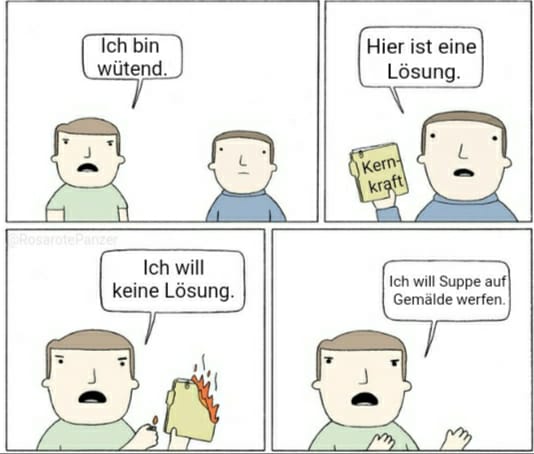 Ich bin
wütend.
Hier ist eine
Lösung.
Kern-
kraft
@RosarotePanzer
Ich will
keine Lösung.
Ich will Suppe auf
Gemälde werfen.